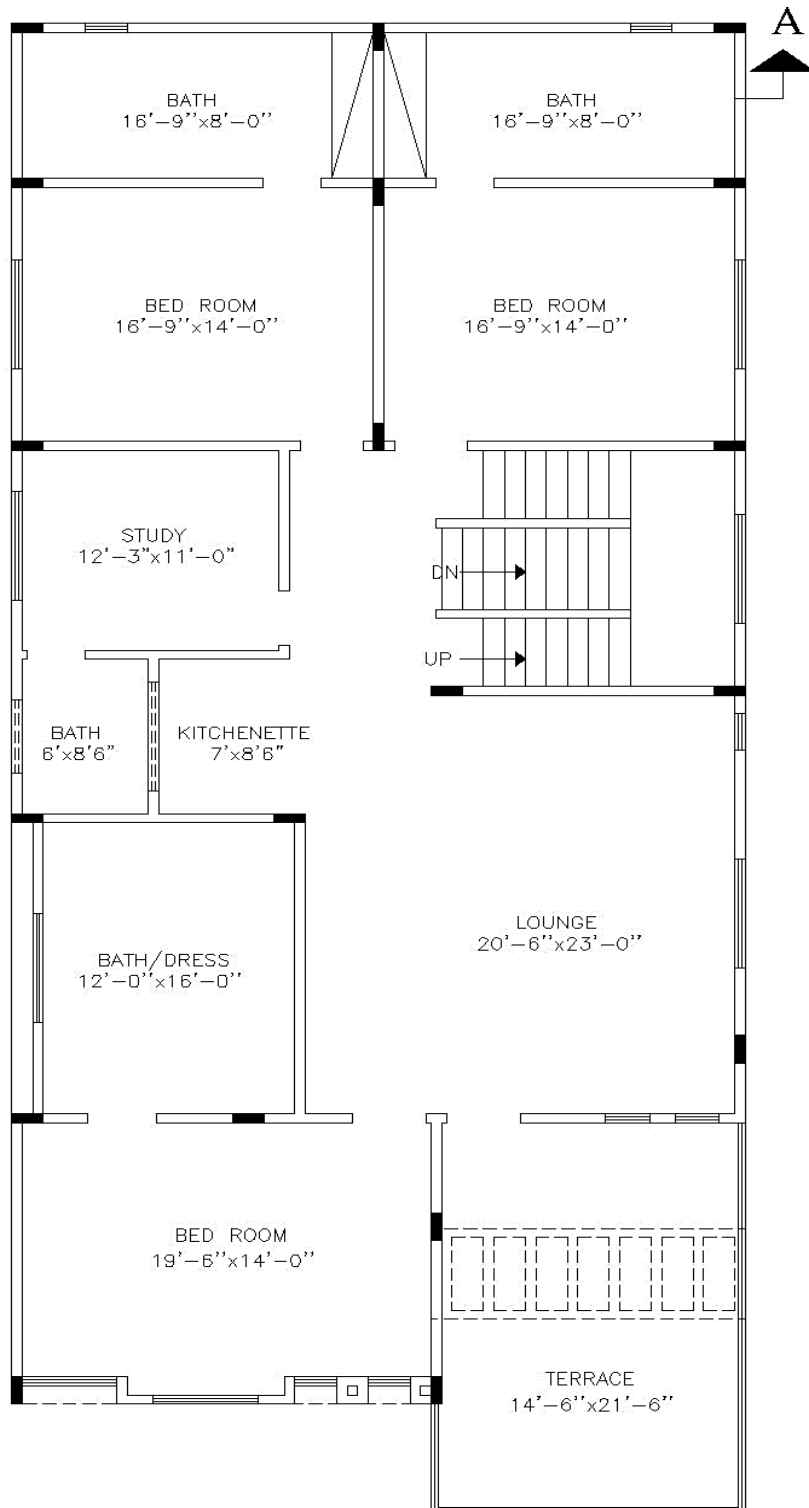 A
BATH
16'-9''x8'-0''
BATH
16'-9''x8'-0''
BED ROOM
16'-9''x14'-0''
BED ROOM
16'-9''x14'-0''
STUDY
12'-3"x11'-0"
DN
UP
BATH
6'x8'6"
KITCHENETTE
7'x8'6"
LOUNGE
20'-6''x23'-0''
BATH/DRESS
12'-0''x16'-0''
BED ROOM
19'-6''x14'-0''
TERRACE
14'-6''x21'-6''